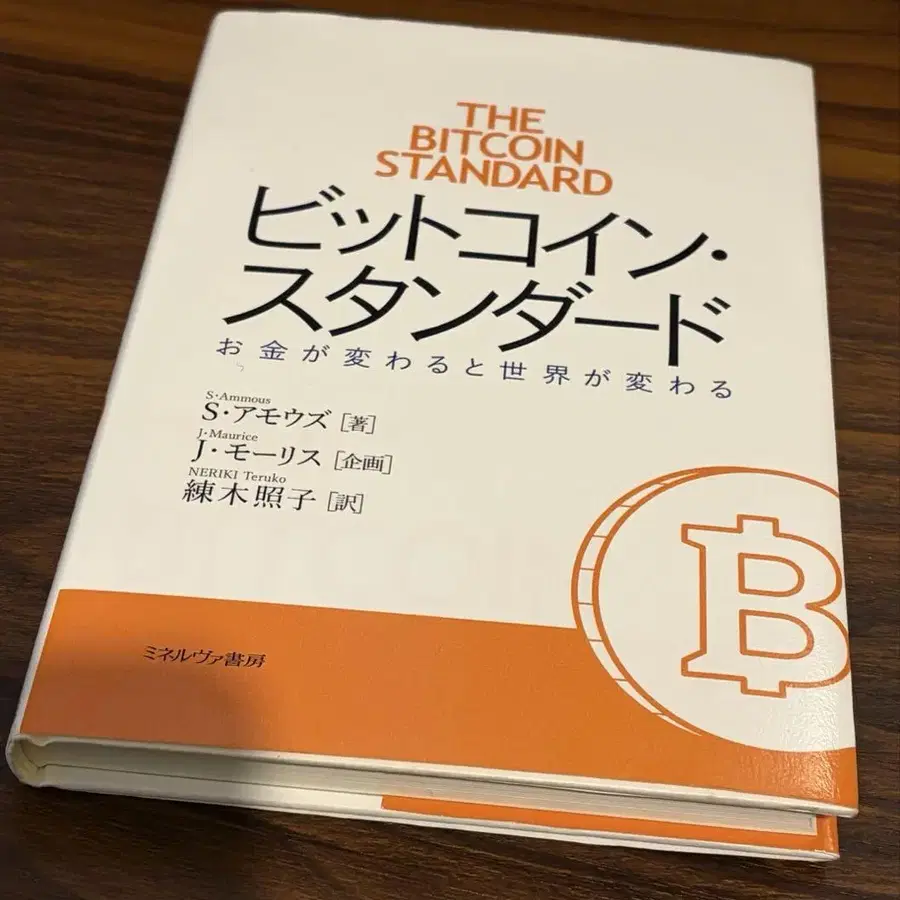 THE
BITCOIN
STANDARD
ビットコイン・
スタンダード
お金が変わると世界が変わる
S・Ammous
S・アモウズ［著］
J・Maurice
J・モーリス［企画］
NERIKI Teruko
練木照子［訳］
B
ミネルヴァ書房